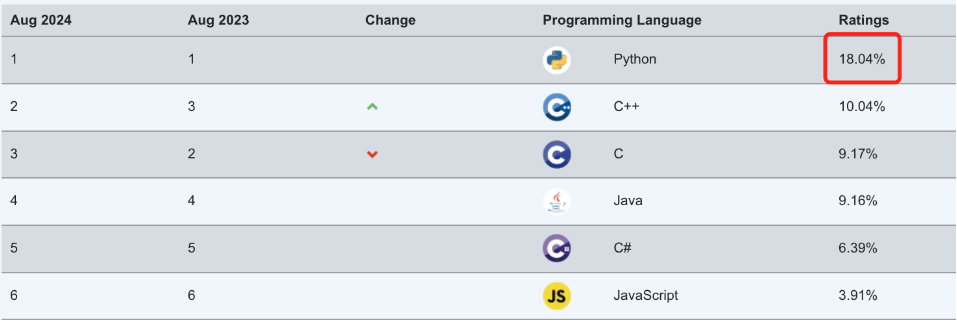 Aug 2024 Aug 2023 Change Programming Language Ratings
1 1 Python 18.04%
2 3 C++ 10.04%
3 2 C 9.17%
4 4 Java 9.16%
5 5 C# 6.39%
6 6 JS JavaScript 3.91%